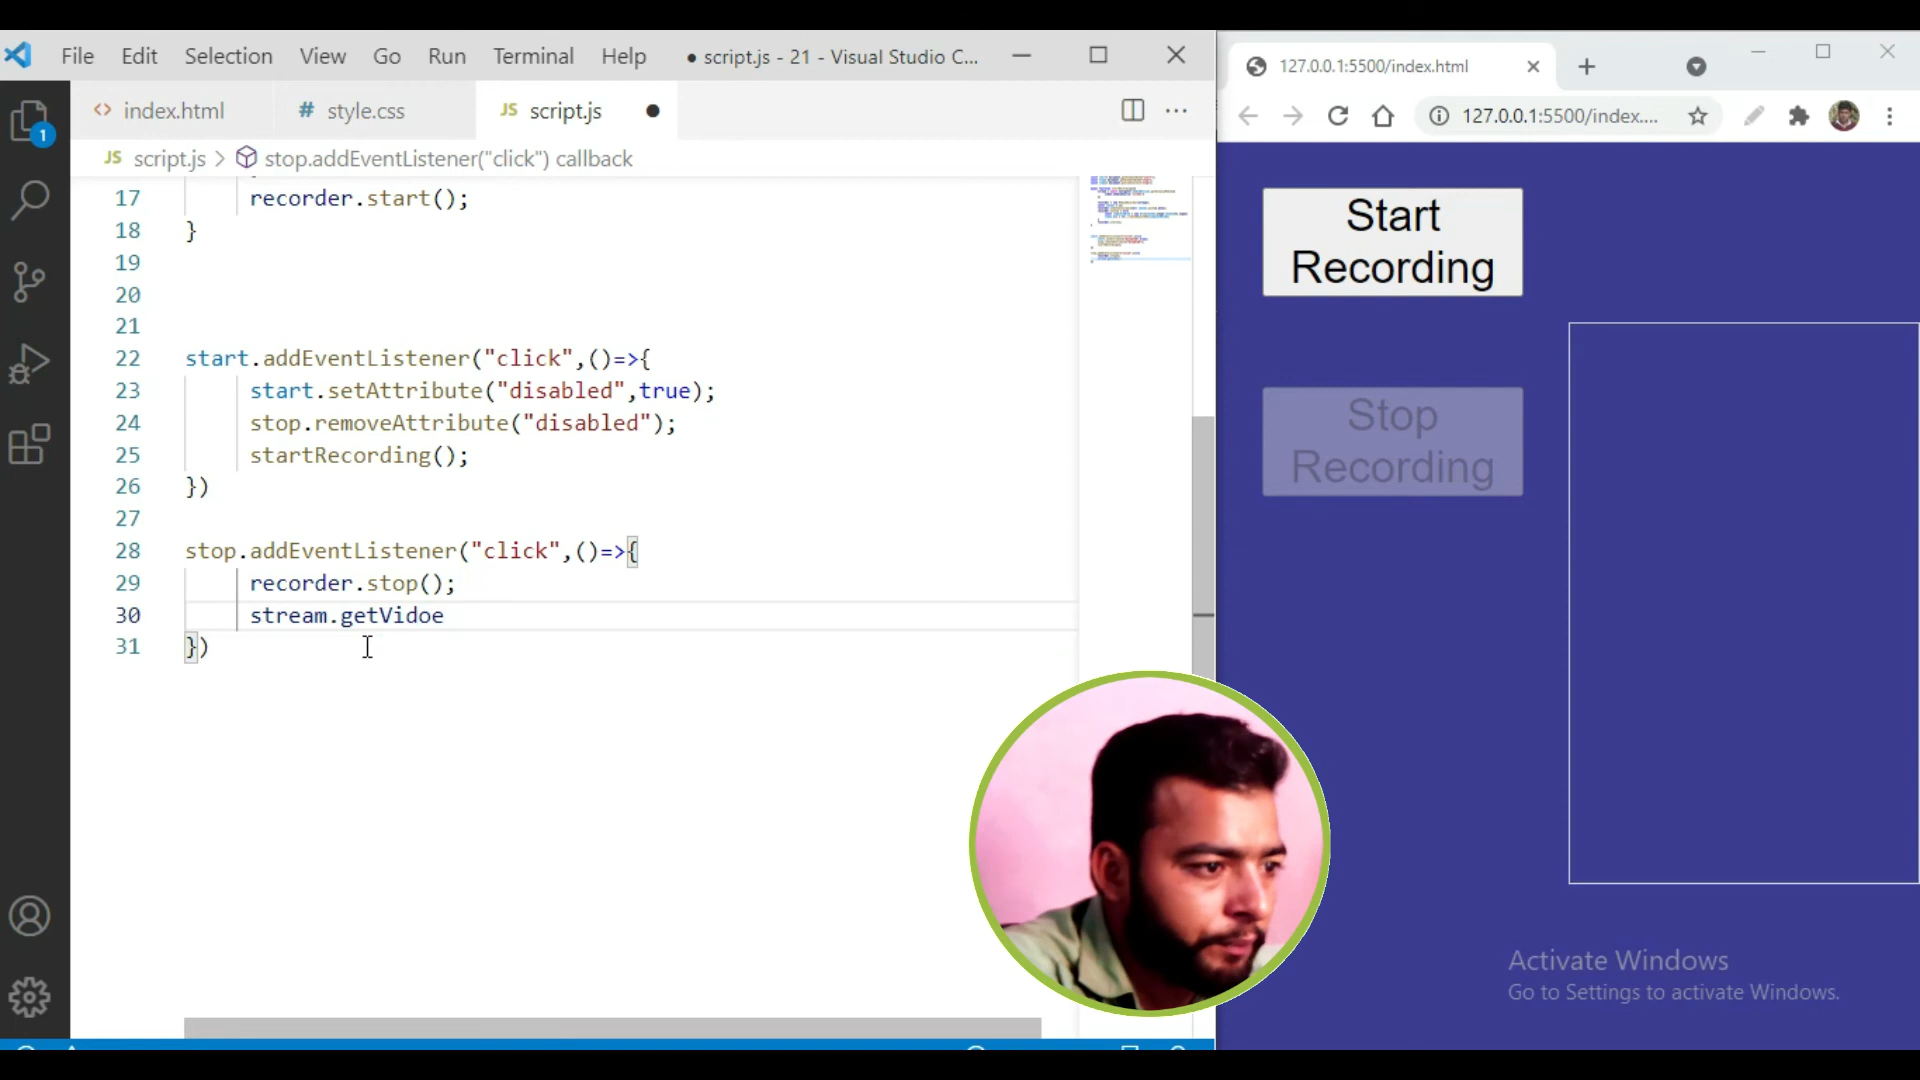 File Edit Selection View Go Run Terminal Help ● script.js - 21 - Visual Studio C...
<> index.html # style.css JS script.js ●
JS script.js > stop.addEventListener("click") callback
17 recorder.start();
18 }
19
20
21
22 start.addEventListener("click",()=>{
23 start.setAttribute("disabled",true);
24 stop.removeAttribute("disabled");
25 startRecording();
26 })
27
28 stop.addEventListener("click",()=>{
29 recorder.stop();
30 stream.getVidoe
31 })
1
127.0.0.1:5500/index.html
127.0.0.1:5500/index....
Start
Recording
Stop
Recording
Activate Windows
Go to Settings to activate Windows.